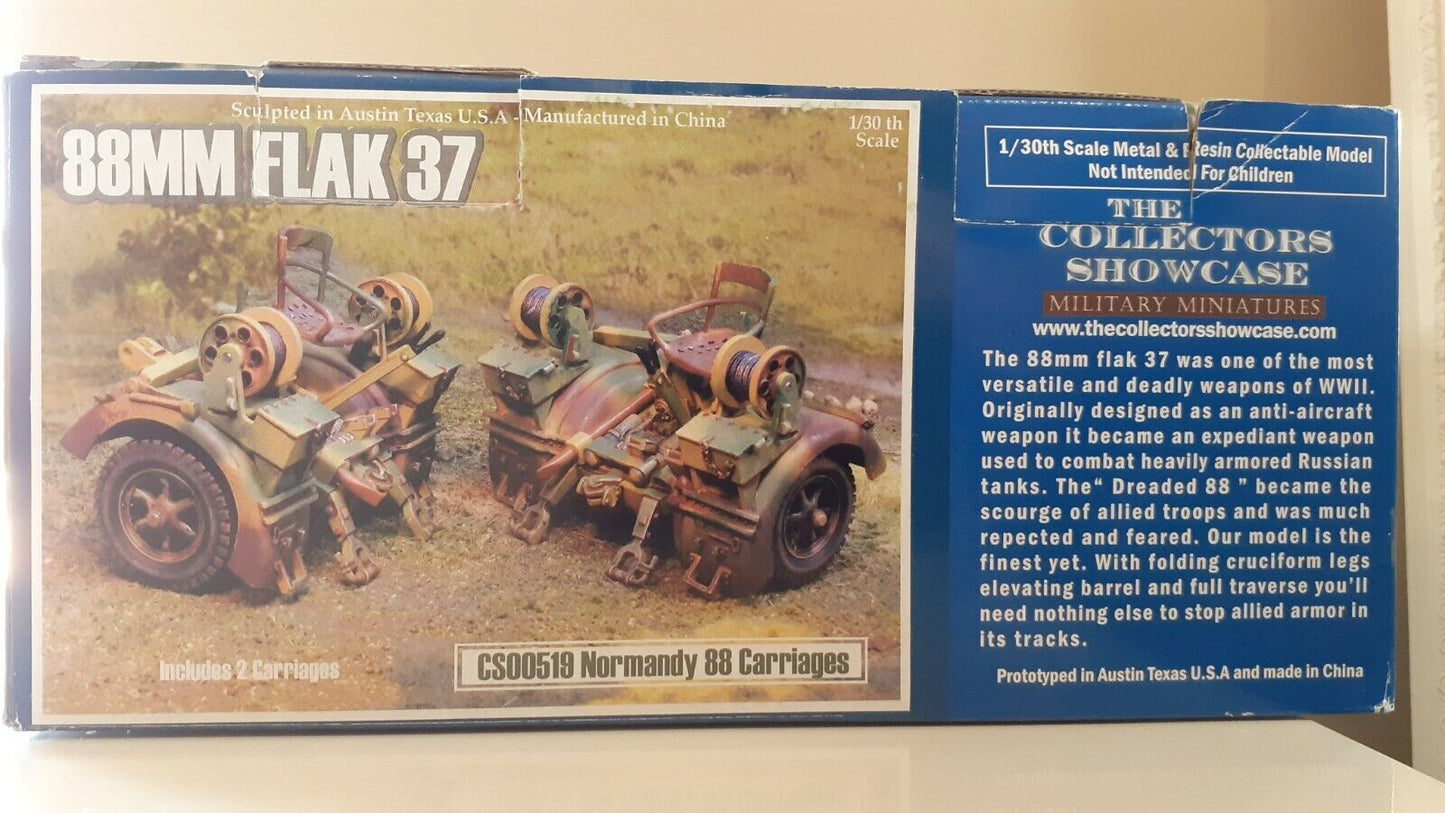 Sculpted in Austin Texas U.S.A - Manufactured in China
88MM FLAK 37
1/30 th
Scale
Includes 2 Carriages
CS00519 Normandy 88 Carriages
1/30th Scale Metal & Resin Collectable Model
Not Intended For Children
THE
COLLECTORS
SHOWCASE
MILITARY MINIATURES
www.thecollectorsshowcase.com
The 88mm flak 37 was one of the most
versatile and deadly weapons of WWII.
Originally designed as an anti-aircraft
weapon it became an expediant weapon
used to combat heavily armored Russian
tanks. The“ Dreaded 88 ” became the
scourge of allied troops and was much
repected and feared. Our model is the
finest yet. With folding cruciform legs
elevating barrel and full traverse you’ll
need nothing else to stop allied armor in
its tracks.
Prototyped in Austin Texas U.S.A and made in China